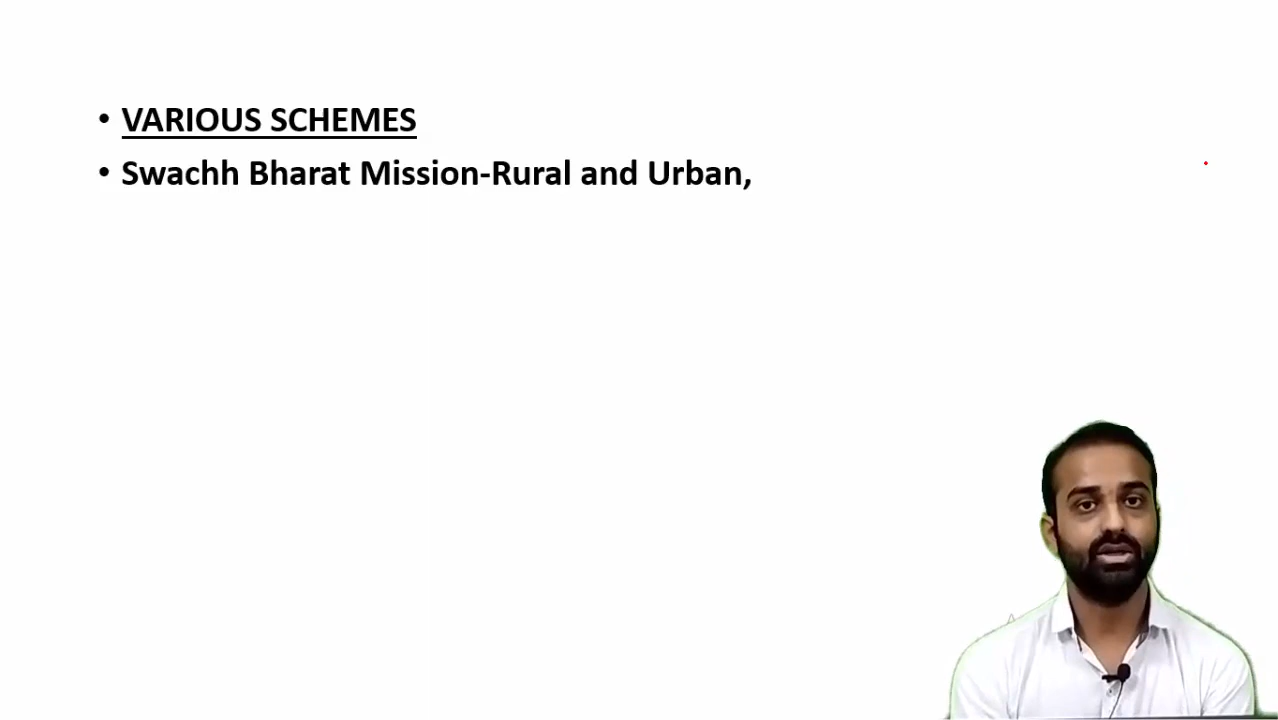 • VARIOUS SCHEMES
• Swachh Bharat Mission-Rural and Urban,